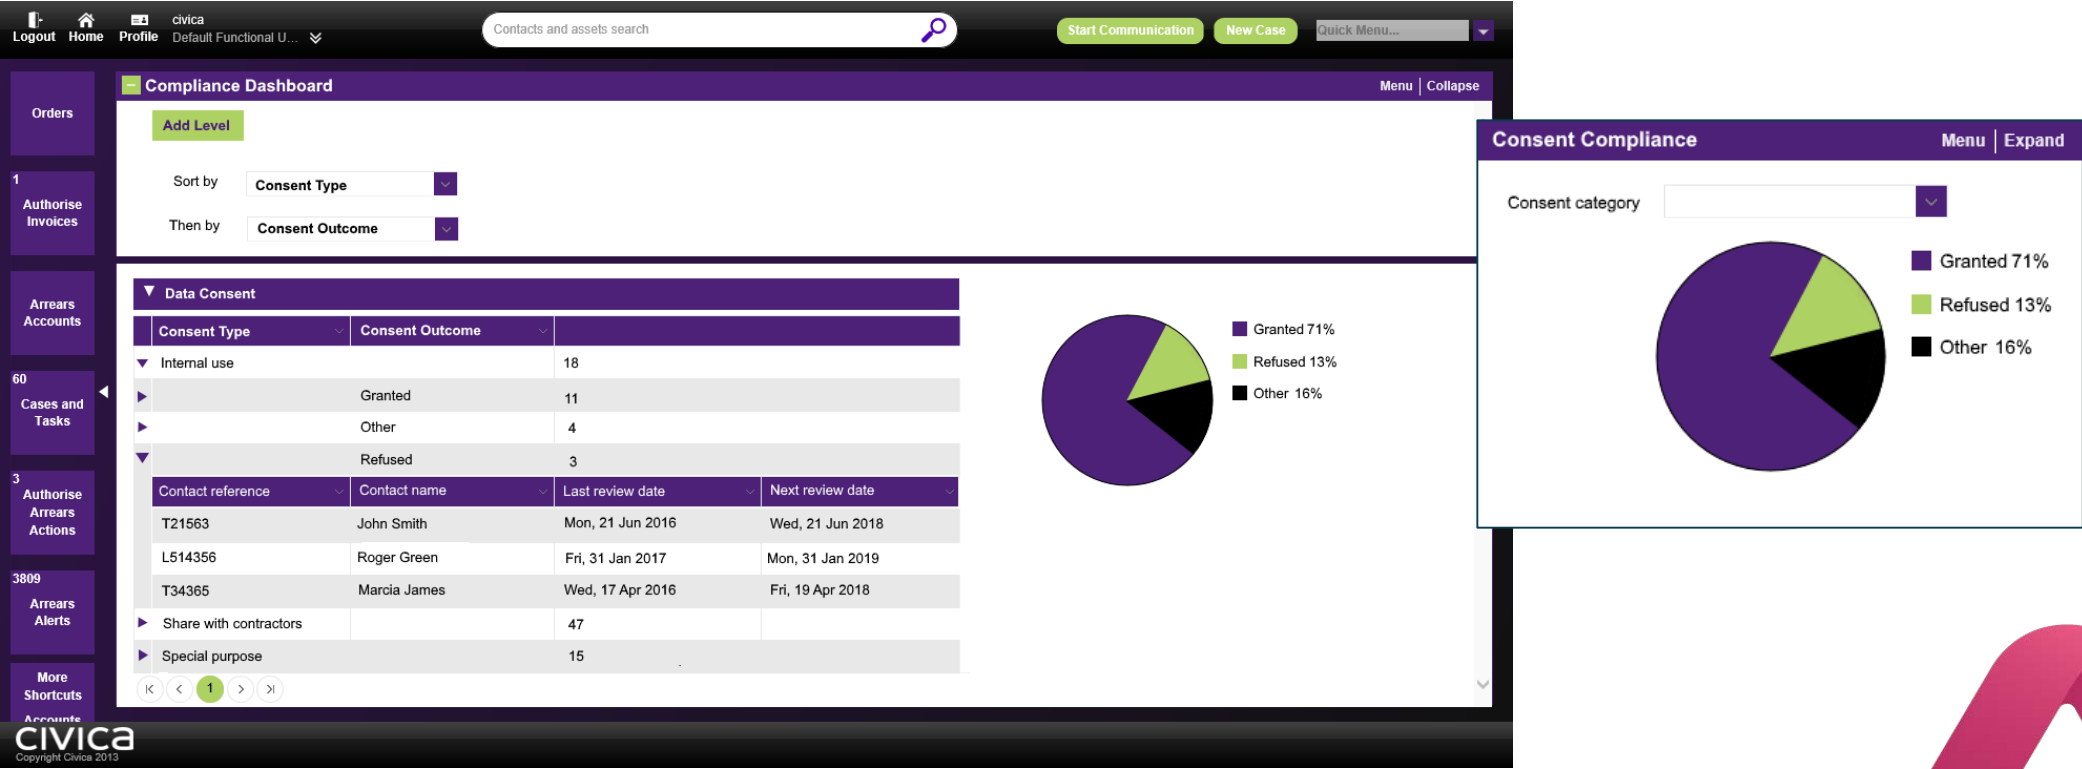 Logout Home Profile
civica
Default Functional U...
Contacts and assets search
Start Communication
New Case
Quick Menu...
Orders
1
Authorise
Invoices
Arrears
Accounts
60
Cases and
Tasks
3
Authorise
Arrears
Actions
3809
Arrears
Alerts
More
Shortcuts
Accounts
Compliance Dashboard
Menu | Collapse
Add Level
Sort by Consent Type
Then by Consent Outcome
Data Consent
Consent Type Consent Outcome
Internal use 18
Granted 11
Other 4
Refused 3
Contact reference Contact name Last review date Next review date
T21563 John Smith Mon, 21 Jun 2016 Wed, 21 Jun 2018
L514356 Roger Green Fri, 31 Jan 2017 Mon, 31 Jan 2019
T34365 Marcia James Wed, 17 Apr 2016 Fri, 19 Apr 2018
Share with contractors 47
Special purpose 15
1
Granted 71%
Refused 13%
Other 16%
Consent Compliance
Menu | Expand
Consent category
Granted 71%
Refused 13%
Other 16%
civica
Copyright Civica 2013